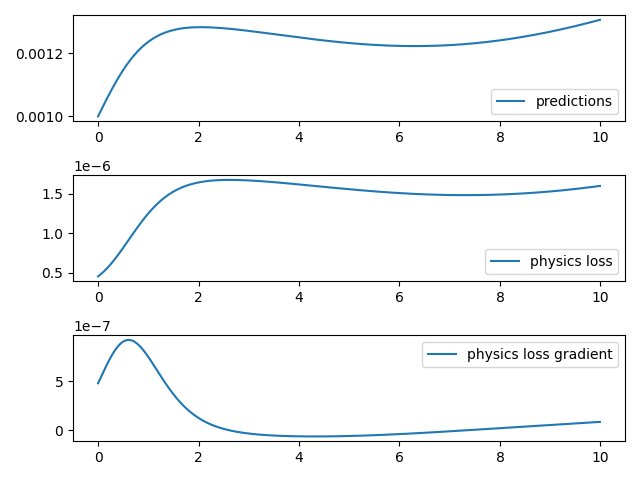 0.0012
0.0010
predictions
0 2 4 6 8 10
1e−6
1.5
1.0
0.5
physics loss
0 2 4 6 8 10
1e−7
physics loss gradient
5
0
0 2 4 6 8 10